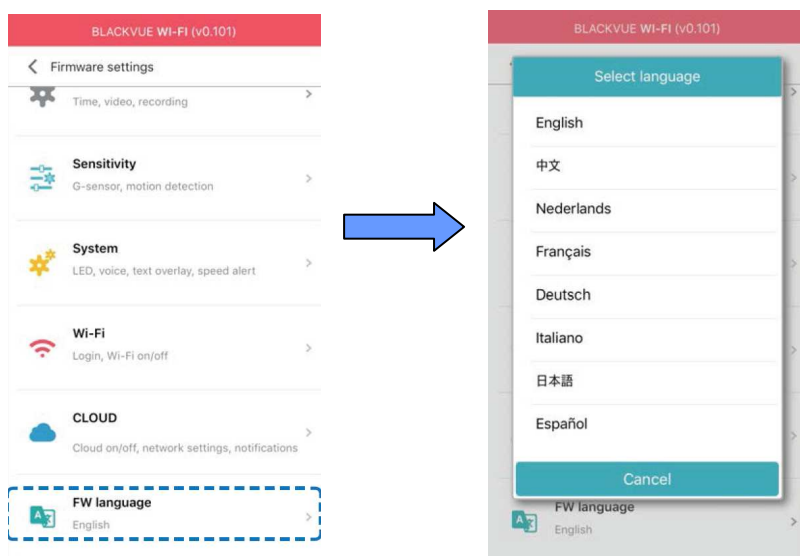 BLACKVUE WI-FI (v0.101)
Firmware settings
Time, video, recording
Sensitivity
G-sensor, motion detection
System
LED, voice, text overlay, speed alert
Wi-Fi
Login, Wi-Fi on/off
CLOUD
Cloud on/off, network settings, notifications
FW language
English
BLACKVUE WI-FI (v0.101)
Select language
English
中文
Nederlands
Français
Deutsch
Italiano
日本語
Español
Cancel
FW language
English